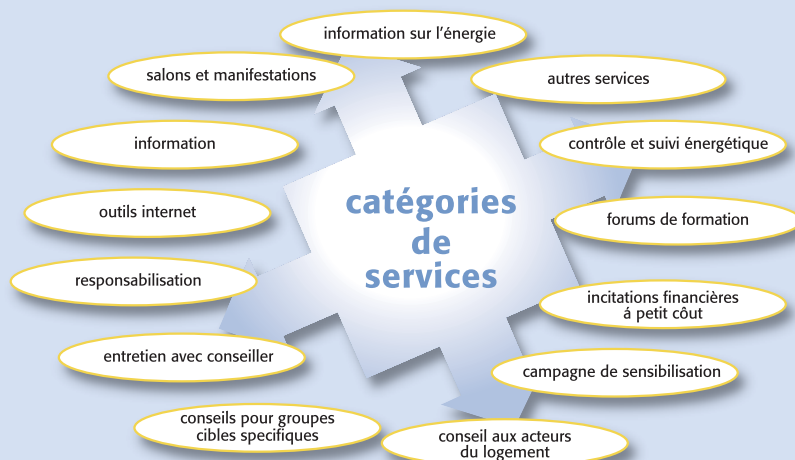 information sur l'énergie
salons et manifestations
autres services
information
contrôle et suivi énergétique
outils internet
forums de formation
catégories
de
services
responsabilisation
incitations financières
á petit côut
entretien avec conseiller
campagne de sensibilisation
conseils pour groupes
cibles specifiques
conseil aux acteurs
du logement